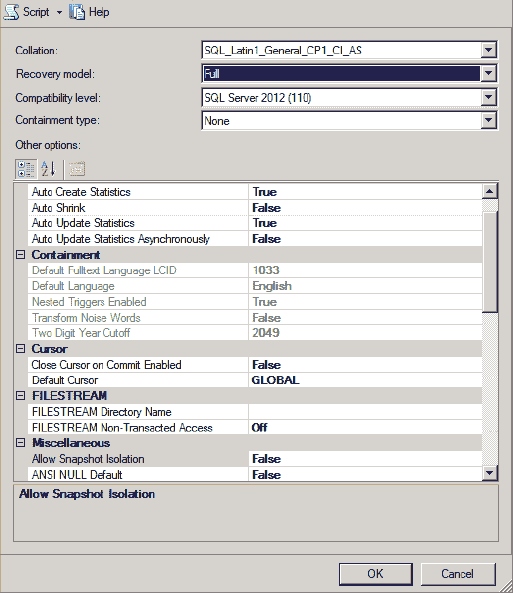 Script Help
Collation: SQL_Latin1_General_CP1_CI_AS
Recovery model: Full
Compatibility level: SQL Server 2012 (110)
Containment type: None
Other options:
Auto Create Statistics True
Auto Shrink False
Auto Update Statistics True
Auto Update Statistics Asynchronously False
Containment
Default Fulltext Language LCID 1033
Default Language English
Nested Triggers Enabled True
Transform Noise Words False
Two Digit Year Cutoff 2049
Cursor
Close Cursor on Commit Enabled False
Default Cursor GLOBAL
FILESTREAM
FILESTREAM Directory Name
FILESTREAM Non-Transacted Access Off
Miscellaneous
Allow Snapshot Isolation False
ANSI NULL Default False
Allow Snapshot Isolation
OK Cancel